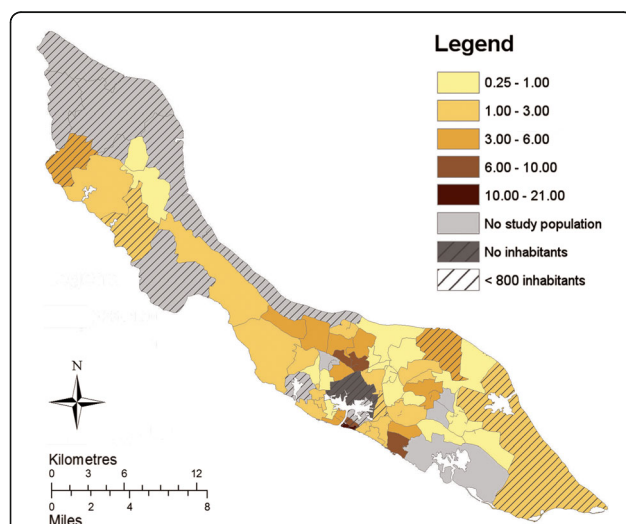 Legend
0.25 - 1.00
1.00 - 3.00
3.00 - 6.00
6.00 - 10.00
10.00 - 21.00
No study population
No inhabitants
< 800 inhabitants
N
Kilometres
0 3 6 12
0 2 4 8
Miles